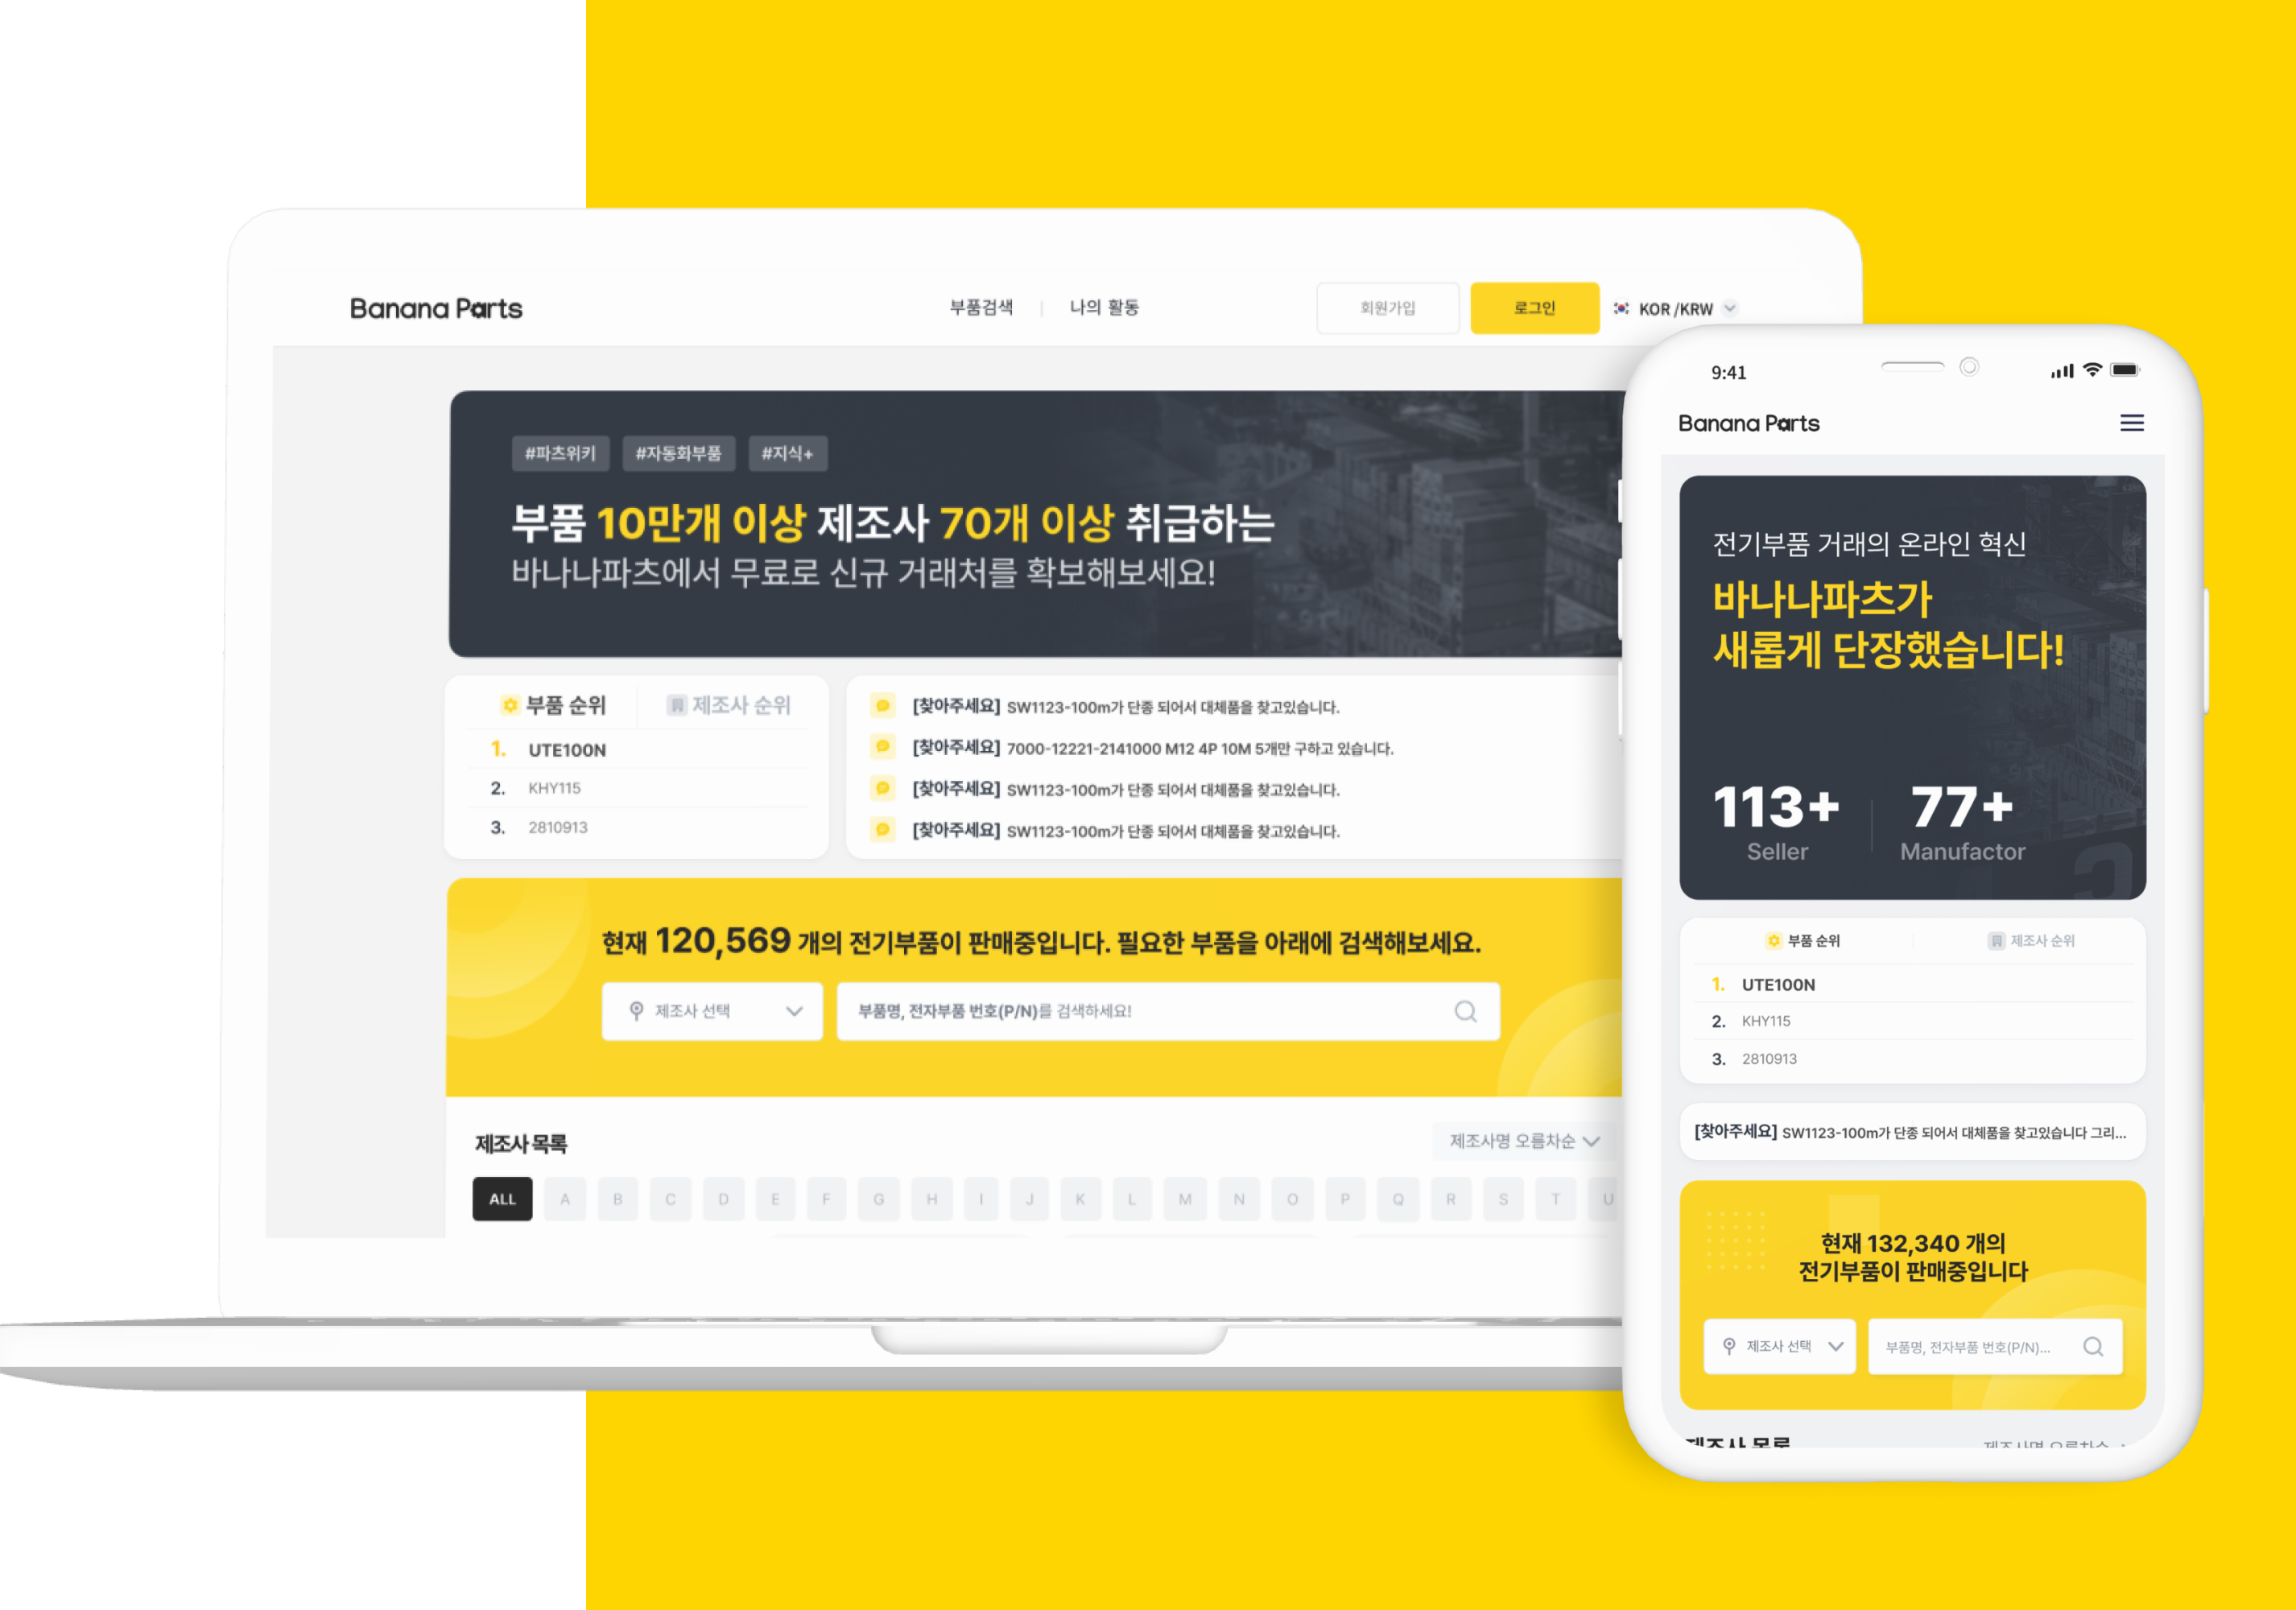 Banana Parts
부품검색
나의 활동
회원가입
로그인
KOR /KRW
#파츠위키 #자동화부품 #지식+
부품 10만개 이상 제조사 70개 이상 취급하는
바나나파츠에서 무료로 신규 거래처를 확보해보세요!
부품 순위 제조사 순위
1. UTE100N
2. KHY115
3. 2810913
[찾아주세요] SW1123-100m가 단종 되어서 대체품을 찾고있습니다.
[찾아주세요] 7000-12221-2141000 M12 4P 10M 5개만 구하고 있습니다.
[찾아주세요] SW1123-100m가 단종 되어서 대체품을 찾고있습니다.
[찾아주세요] SW1123-100m가 단종 되어서 대체품을 찾고있습니다.
현재 120,569 개의 전기부품이 판매중입니다. 필요한 부품을 아래에 검색해보세요.
제조사 선택
부품명, 전자부품 번호(P/N)를 검색하세요!
제조사 목록
제조사명 오름차순
ALL A B C D E F G H I J K L M N O P Q R S T U
9:41
Banana Parts
전기부품 거래의 온라인 혁신
바나나파츠가
새롭게 단장했습니다!
113+ 77+
Seller Manufactor
부품 순위 제조사 순위
1. UTE100N
2. KHY115
3. 2810913
[찾아주세요] SW1123-100m가 단종 되어서 대체품을 찾고있습니다 그리...
현재 132,340 개의
전기부품이 판매중입니다
제조사 선택
부품명, 전자부품 번호(P/N)...
제조사 목록
제조사명 오름차순